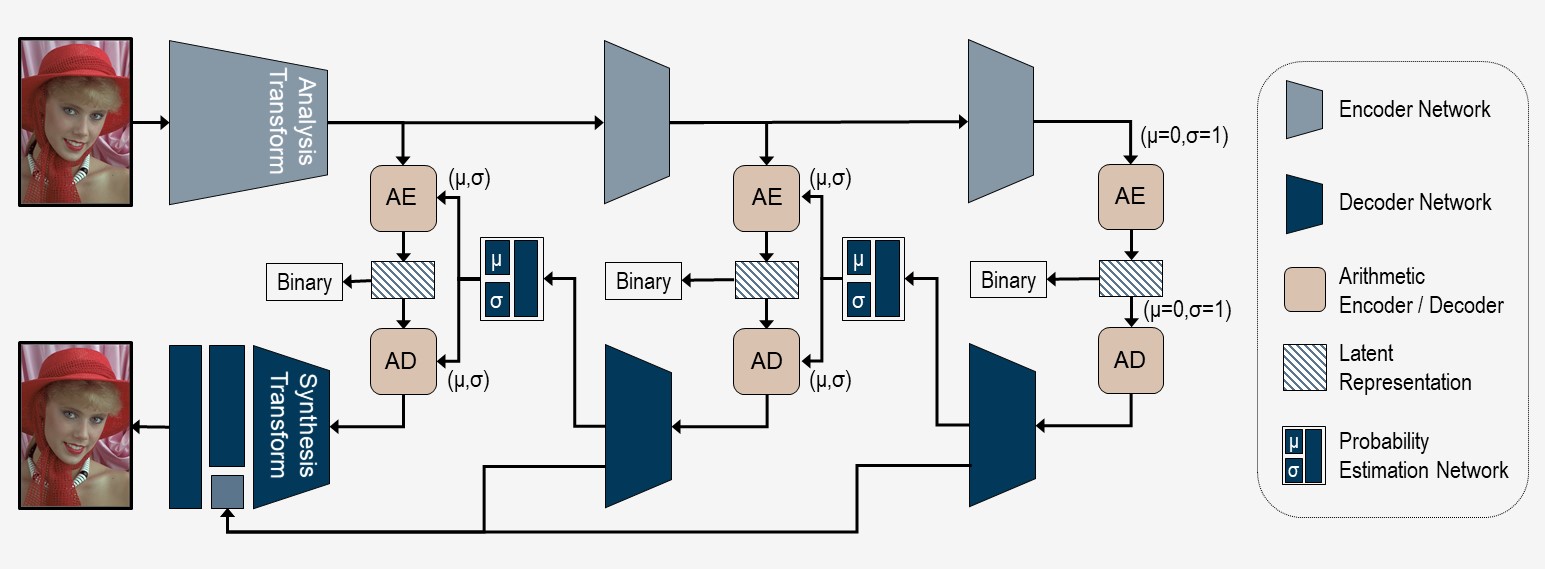 Analysis
Transform
(μ=0,σ=1)
(μ,σ)
(μ,σ)
AE
AE
AE
μ
σ
μ
σ
Binary
Binary
Binary
(μ=0,σ=1)
AD
AD
AD
(μ,σ)
(μ,σ)
Synthesis
Transform
Encoder Network
Decoder Network
Arithmetic
Encoder / Decoder
Latent
Representation
μ
σ
Probability
Estimation Network